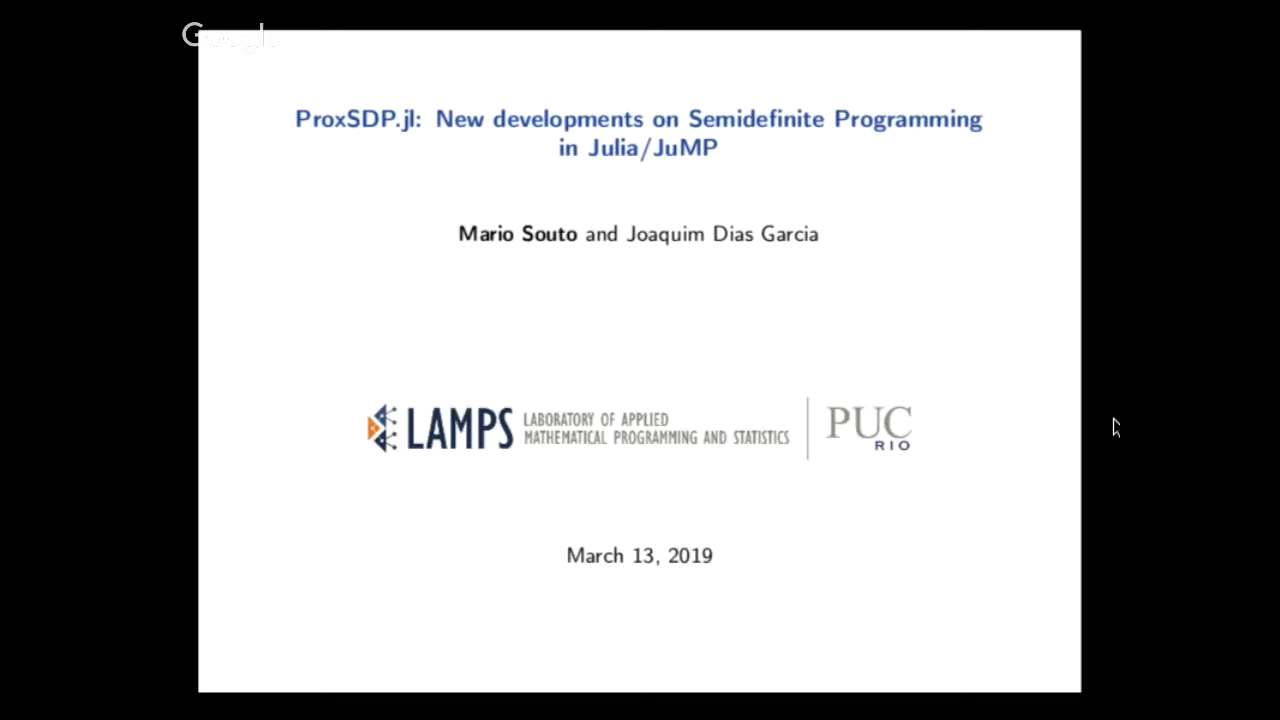 Google
ProxSDP.jl: New developments on Semidefinite Programming
in Julia/JuMP
Mario Souto and Joaquim Dias Garcia
LAMPS
LABORATORY OF APPLIED
MATHEMATICAL PROGRAMMING AND STATISTICS
PUC
RIO
March 13, 2019